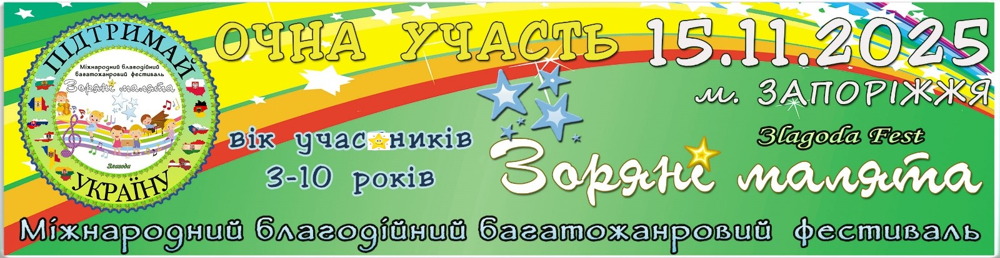 ПІДТРИМАЙ
Міжнародний благодійний
багатожанровий фестиваль
Зоряні малята
Злагода
УКРАЇНУ
ОЧНА УЧАСТЬ 15.11.2025
м. ЗАПОРІЖЖЯ
вік учасників
3-10 років
Зlagoda Fest
Зоряні малята
Міжнародний благодійний багатожанровий фестиваль